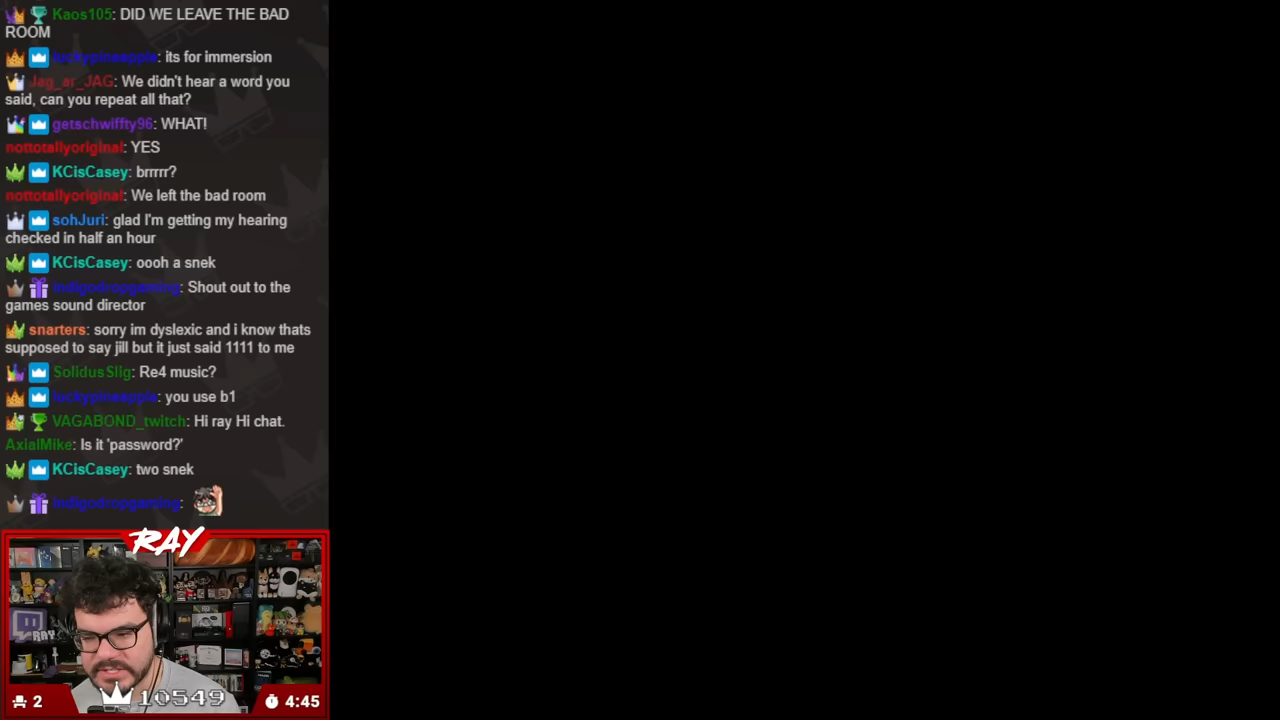 Kaos105: DID WE LEAVE THE BAD
ROOM
luckypineapple: its for immersion
Jag_ar_JAG: We didn't hear a word you
said, can you repeat all that?
getschwiffty96: WHAT!
nottotallyoriginal: YES
KCisCasey: brrrrr?
nottotallyoriginal: We left the bad room
sohJuri: glad I'm getting my hearing
checked in half an hour
KCisCasey: oooh a snek
Indigodropgaming: Shout out to the
games sound director
snarters: sorry im dyslexic and i know thats
supposed to say jill but it just said 1111 to me
SolidusSlig: Re4 music?
luckypineapple: you use b1
VAGABOND_twitch: Hi ray Hi chat.
AxialMike: Is it 'password?'
KCisCasey: two snek
Indigodropgaming:
RAY
RAY
2
10549
4:45